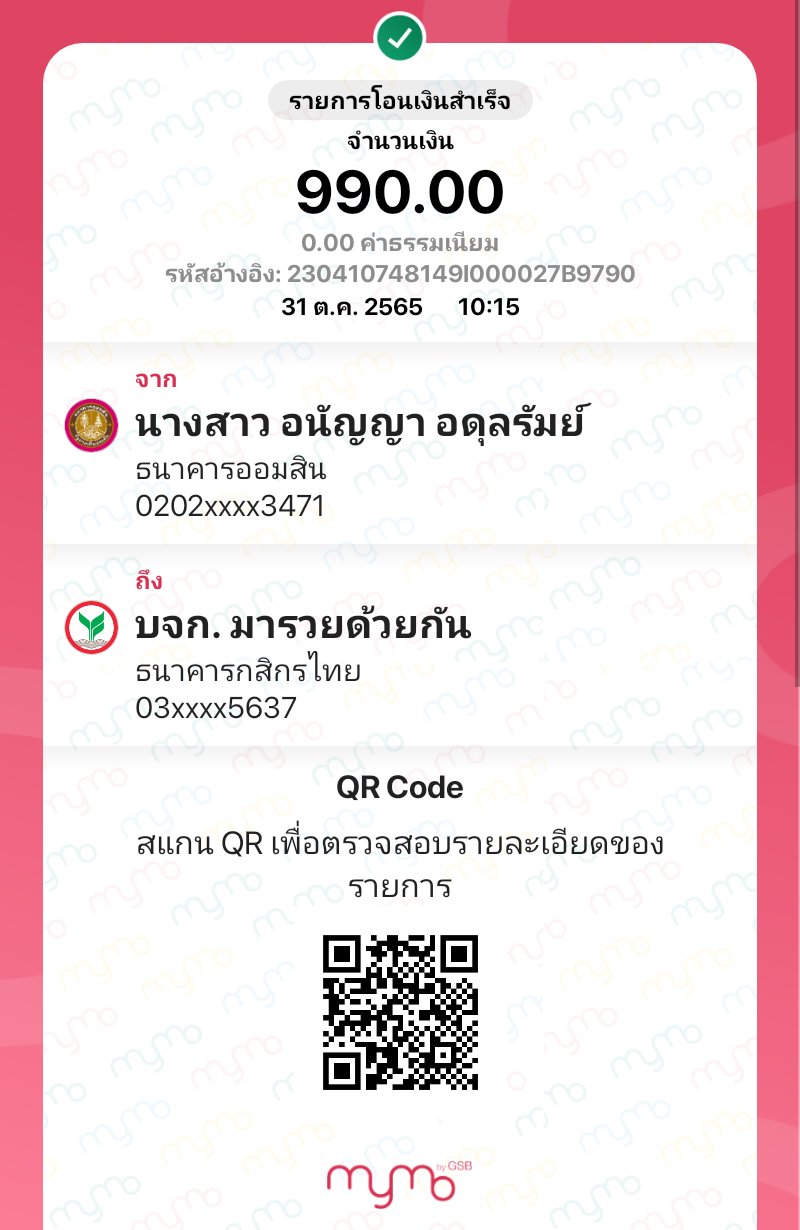 รายการโอนเงินสำเร็จ
จำนวนเงิน
990.00
0.00 ค่าธรรมเนียม
รหัสอ้างอิง: 230410748149I000027B9790
31 ต.ค. 2565 10:15
จาก
นางสาว อนัญญา อดุลรัมย์
ธนาคารออมสิน
0202xxxx3471
ถึง
บจก. มารวยด้วยกัน
ธนาคารกสิกรไทย
03xxxx5637
QR Code
สแกน QR เพื่อตรวจสอบรายละเอียดของ
รายการ
mymo by GSB